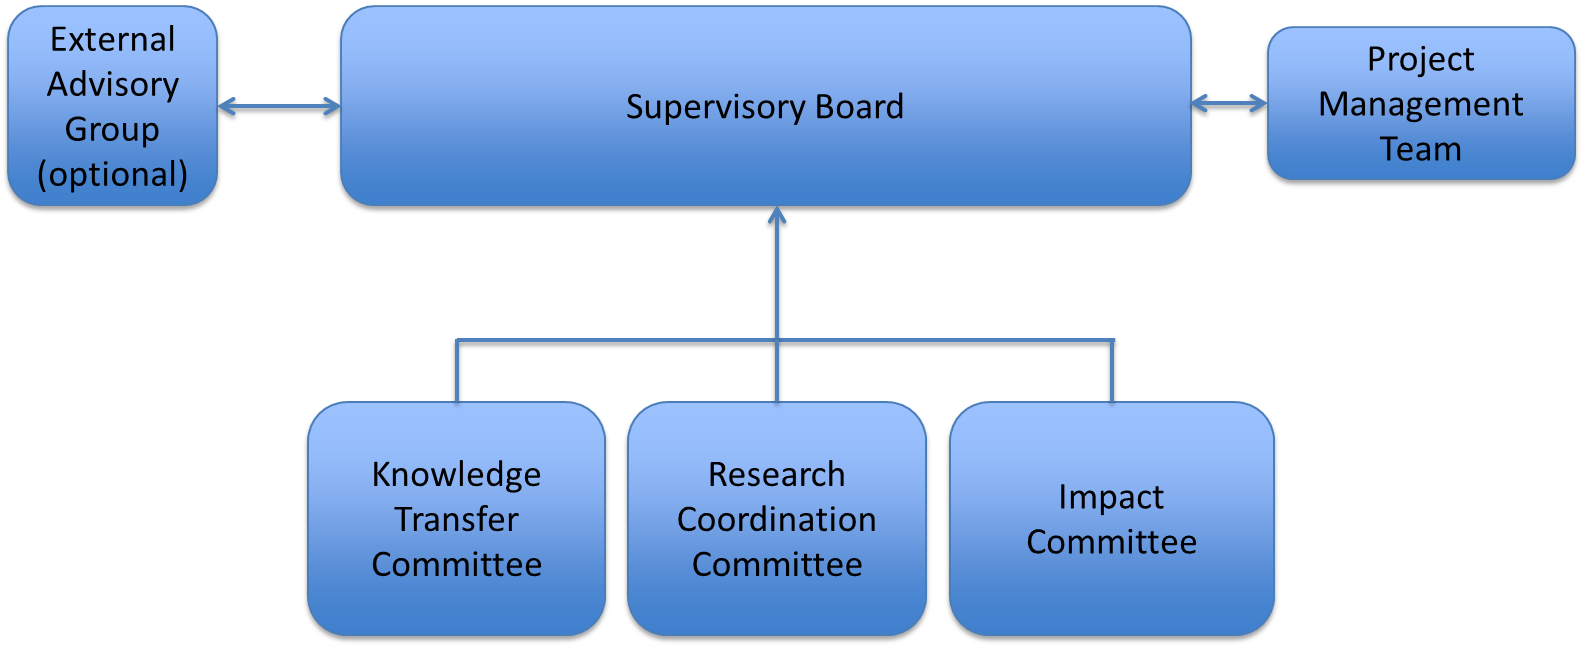 External
Advisory
Group
(optional)
Supervisory Board
Project
Management
Team
Knowledge
Transfer
Committee
Research
Coordination
Committee
Impact
Committee